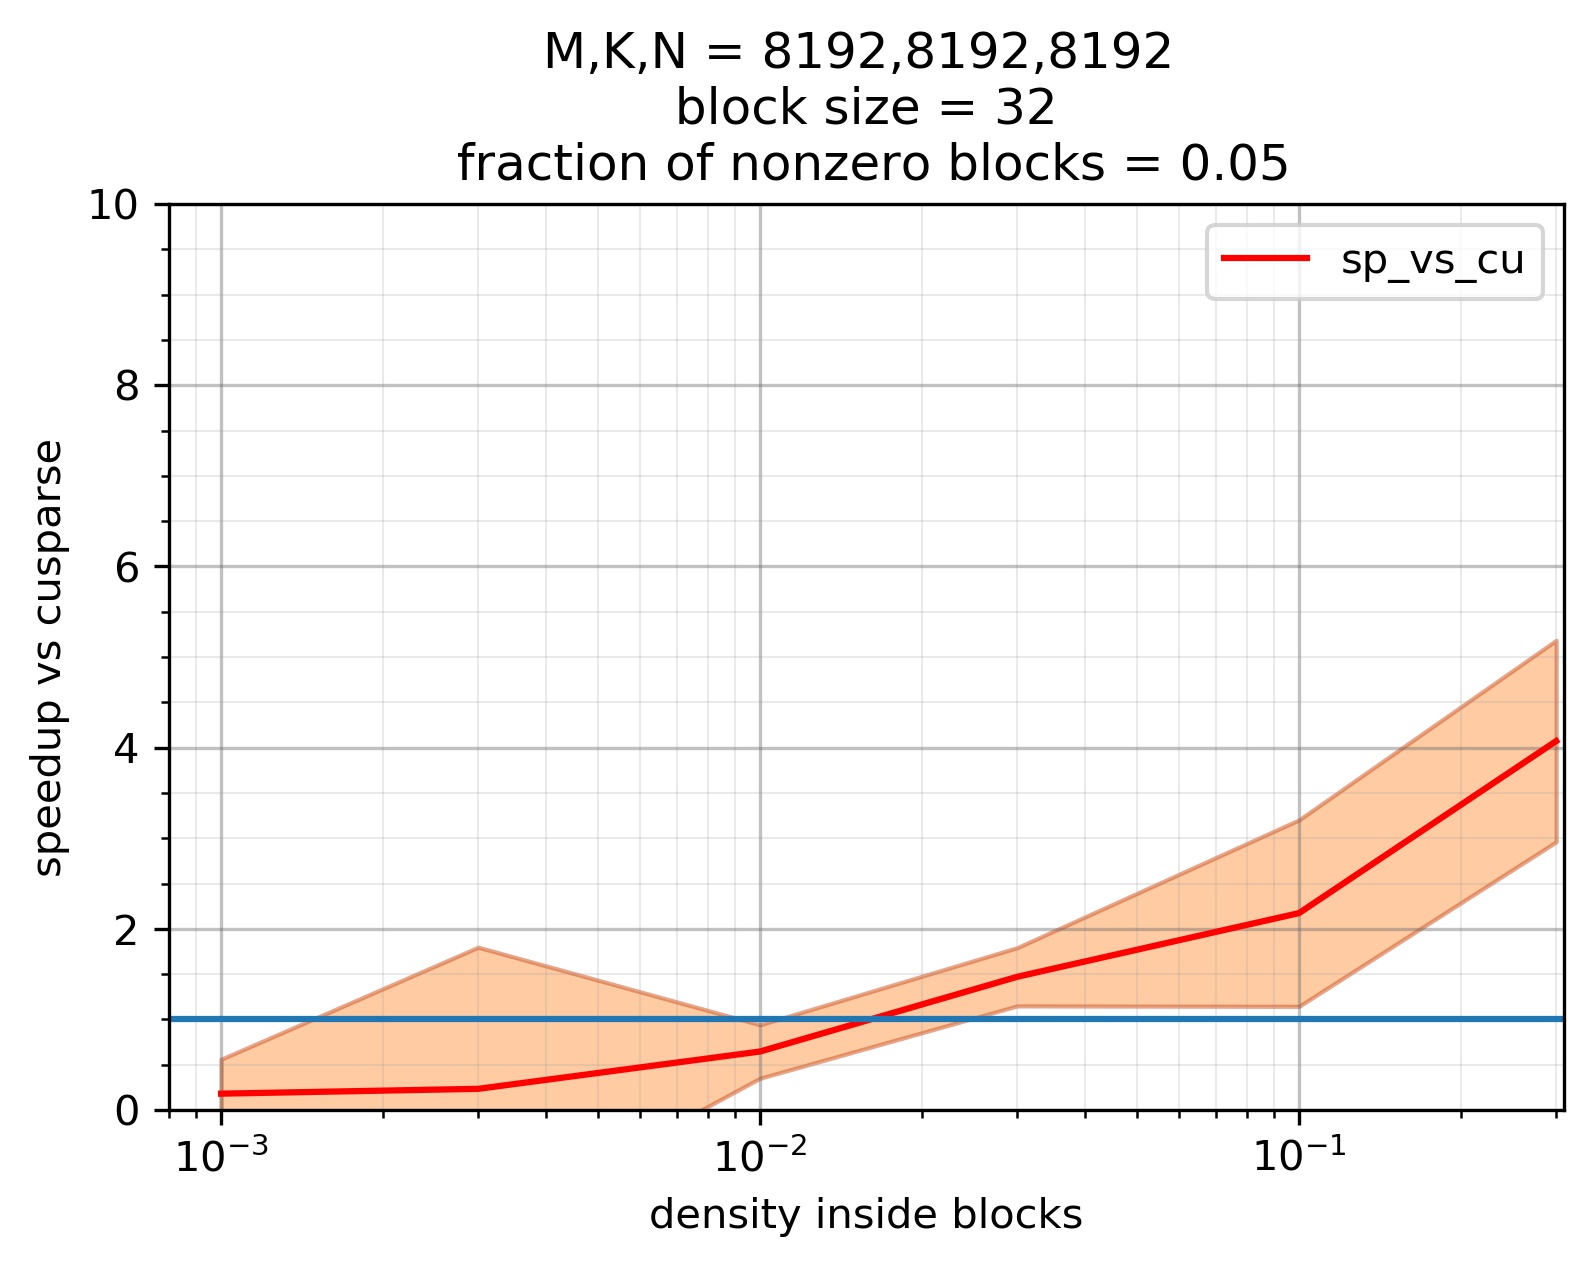 M,K,N = 8192,8192,8192
block size = 32
fraction of nonzero blocks = 0.05
10
8
6
4
2
0
speedup vs cusparse
sp_vs_cu
10⁻³
10⁻²
10⁻¹
density inside blocks